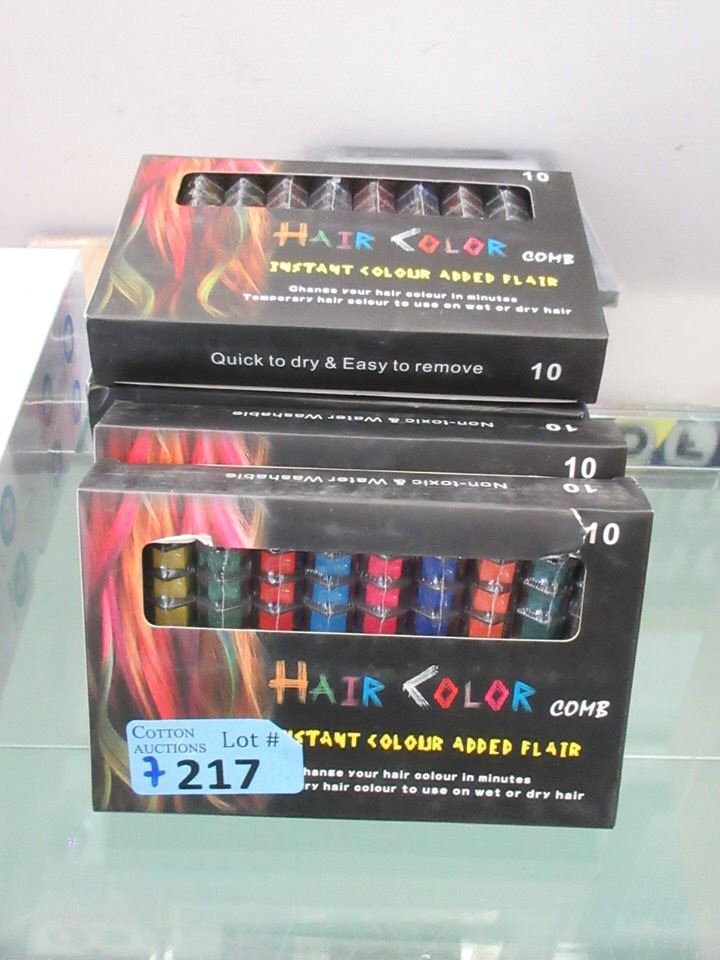 10
HAIR COLOR COMB
INSTANT COLOUR ADDED FLAIR
Change your hair colour in minutes
Temporary hair colour to use on wet or dry hair
Quick to dry & Easy to remove 10
Non-toxic & Water Washable 10
10
Non-toxic & Water Washable 10
10
HAIR COLOR COMB
NSTANT COLOUR ADDED FLAIR
hange your hair colour in minutes
ry hair colour to use on wet or dry hair
COTTON AUCTIONS Lot #
7 217